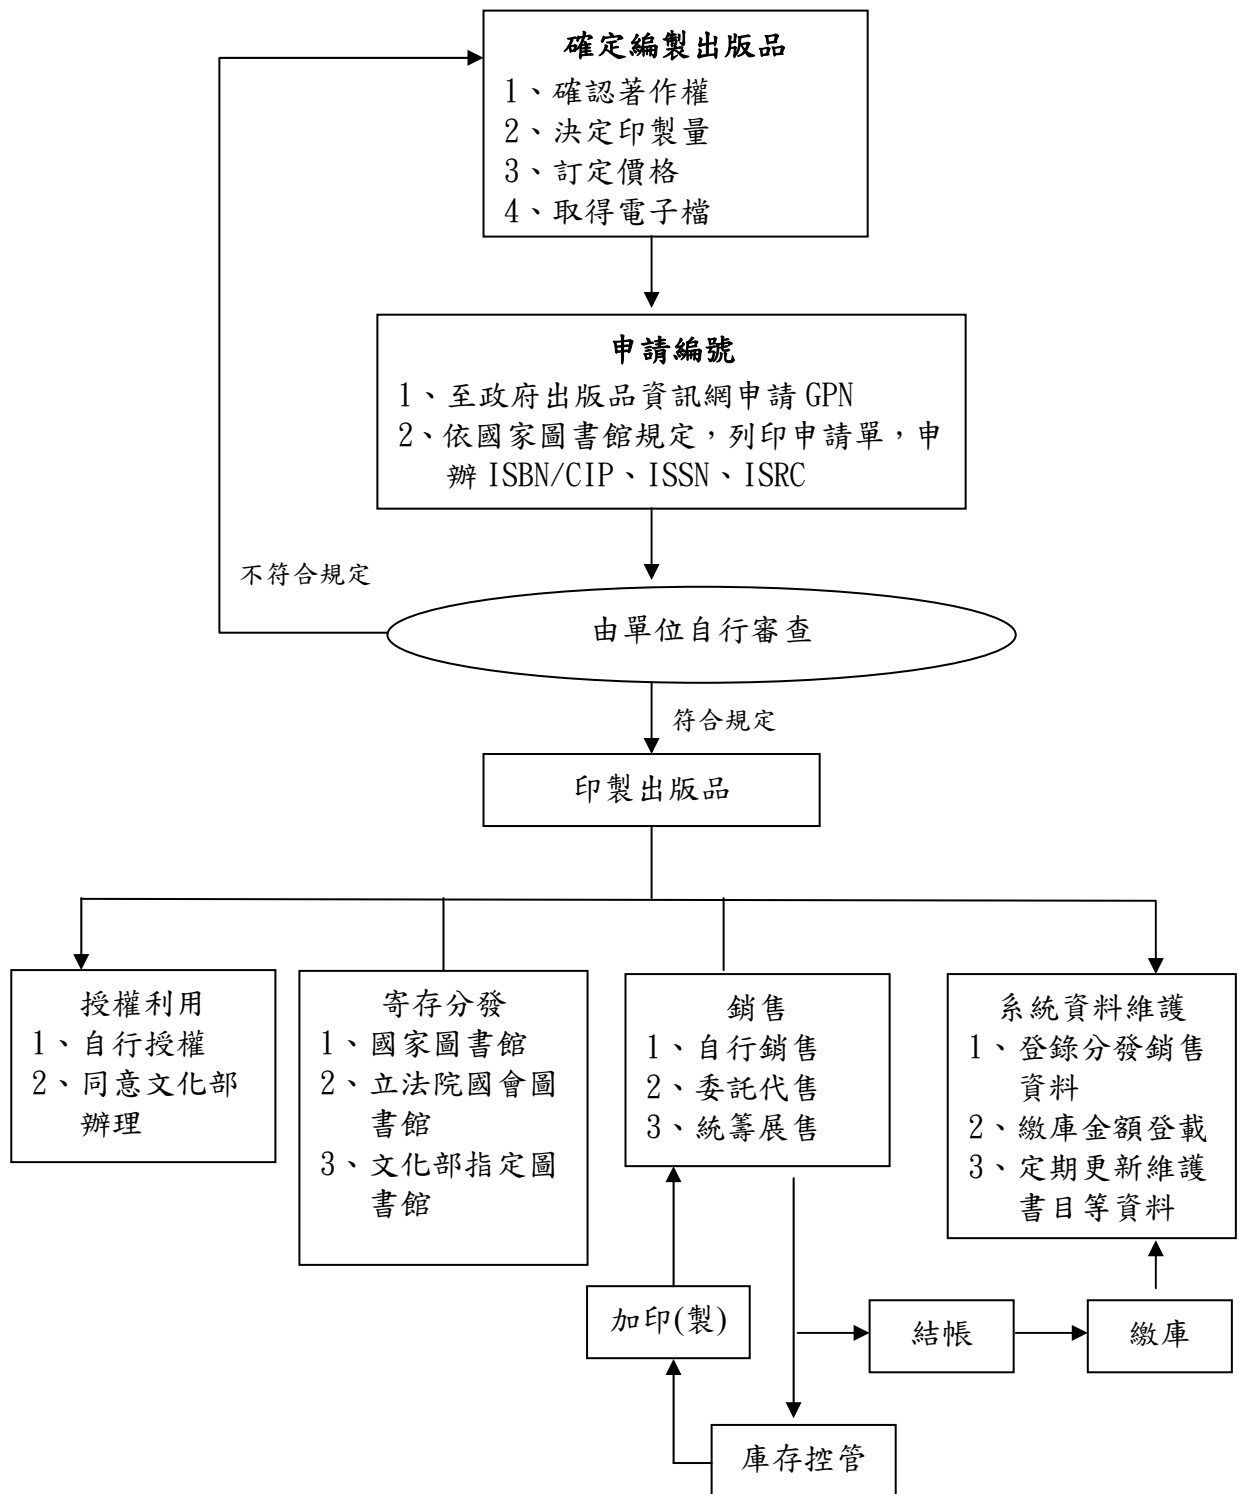 確定編製出版品
1、確認著作權
2、決定印製量
3、訂定價格
4、取得電子檔
申請編號
1、至政府出版品資訊網申請 GPN
2、依國家圖書館規定，列印申請單，申
辦 ISBN/CIP、ISSN、ISRC
不符合規定
由單位自行審查
符合規定
印製出版品
授權利用
1、自行授權
2、同意文化部
辦理
寄存分發
1、國家圖書館
2、立法院國會圖
書館
3、文化部指定圖
書館
銷售
1、自行銷售
2、委託代售
3、統籌展售
系統資料維護
1、登錄分發銷售
資料
2、繳庫金額登載
3、定期更新維護
書目等資料
加印(製)
結帳
繳庫
庫存控管